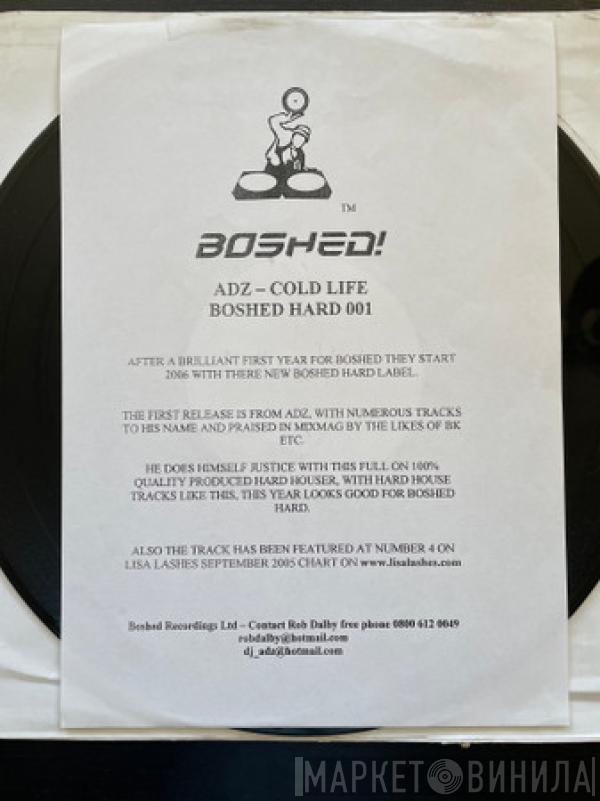 TM
BOSHED!
ADZ – COLD LIFE
BOSHED HARD 001
AFTER A BRILLIANT FIRST YEAR FOR BOSHED THEY START
2006 WITH THERE NEW BOSHED HARD LABEL.
THE FIRST RELEASE IS FROM ADZ, WITH NUMEROUS TRACKS
TO HIS NAME AND PRAISED IN MIXMAG BY THE LIKES OF BK
ETC.
HE DOES HIMSELF JUSTICE WITH THIS FULL ON 100%
QUALITY PRODUCED HARD HOUSER, WITH HARD HOUSE
TRACKS LIKE THIS, THIS YEAR LOOKS GOOD FOR BOSHED
HARD.
ALSO THE TRACK HAS BEEN FEATURED AT NUMBER 4 ON
LISA LASHES SEPTEMBER 2005 CHART ON www.lisalashes.com
Boshed Recordings Ltd – Contact Rob Dalby free phone 0800 612 0049
robdalby@hotmail.com
dj_adz@hotmail.com
МАРКЕТ ВИНИЛА